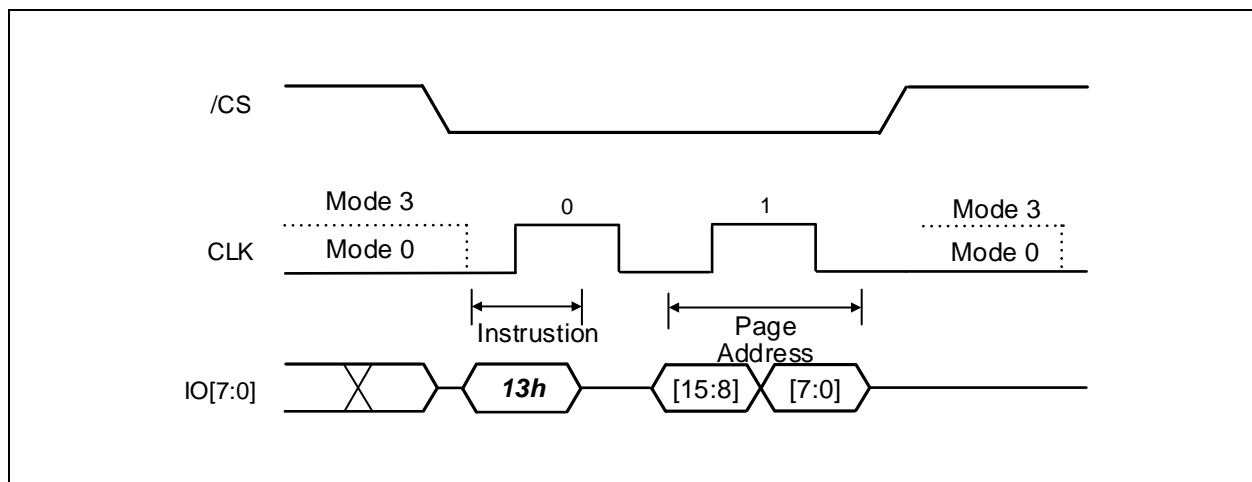 /CS
Mode 3
0
1
Mode 3
CLK
Mode 0
Mode 0
Instrustion
Page
Address
IO[7:0]
13h
[15:8]
[7:0]